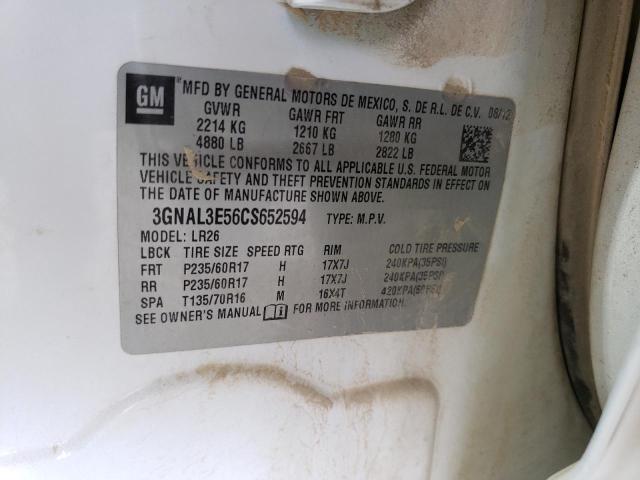 GM
MFD BY GENERAL MOTORS DE MEXICO, S. DE R.L. DE C.V. 06/12
GVWR GAWR FRT GAWR RR
2214 KG 1210 KG 1280 KG
4880 LB 2667 LB 2822 LB
THIS VEHICLE CONFORMS TO ALL APPLICABLE U.S. FEDERAL MOTOR
VEHICLE SAFETY AND THEFT PREVENTION STANDARDS IN EFFECT ON
THE DATE OF MANUFACTURE SHOWN ABOVE.
3GNAL3E56CS652594 TYPE: M.P.V.
MODEL: LR26
LBCK TIRE SIZE SPEED RTG RIM COLD TIRE PRESSURE
FRT P235/60R17 H 17X7J 240KPA(35PSI)
RR P235/60R17 H 17X7J 240KPA(35PSI)
SPA T135/70R16 M 16X4T 420KPA(60PSI)
SEE OWNER'S MANUAL FOR MORE INFORMATION.